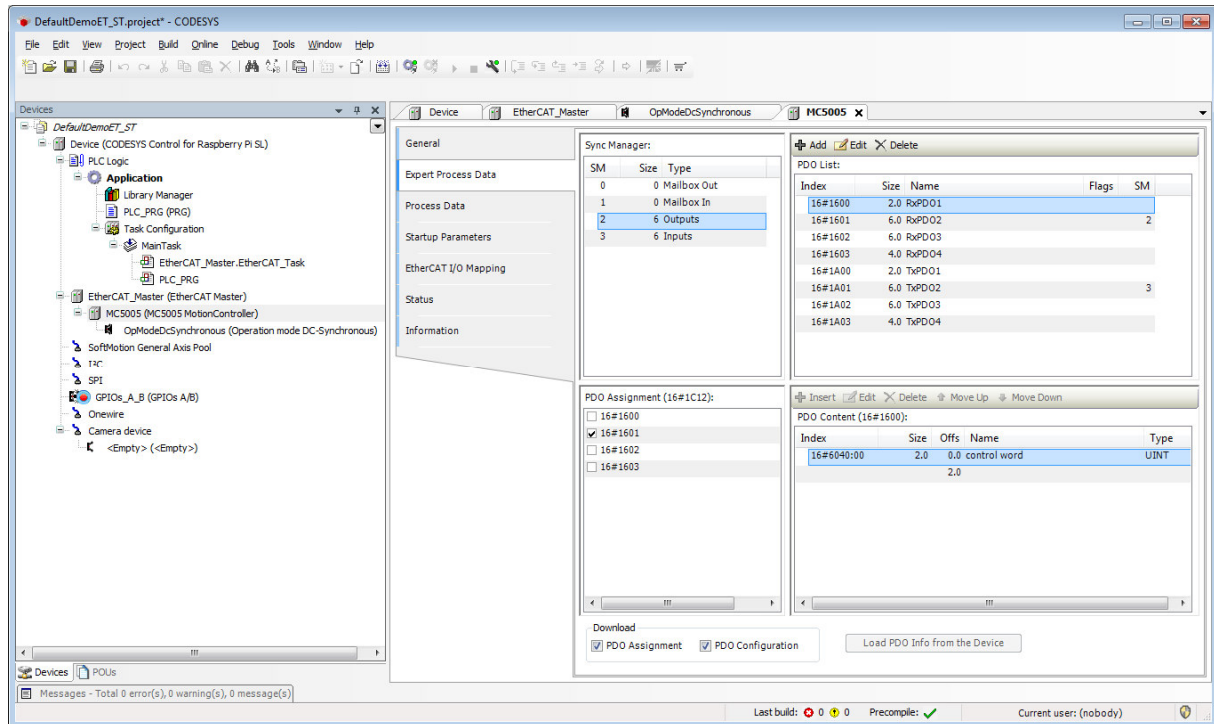 DefaultDemoET_ST.project* - CODESYS
File Edit View Project Build Online Debug Tools Window Help
Devices
DefaultDemoET_ST
Device (CODESYS Control for Raspberry Pi SL)
PLC Logic
Application
Library Manager
PLC_PRG (PRG)
Task Configuration
MainTask
EtherCAT_Master.EtherCAT_Task
PLC_PRG
EtherCAT_Master (EtherCAT Master)
MC5005 (MC5005 MotionController)
OpModeDcSynchronous (Operation mode DC-Synchronous)
SoftMotion General Axis Pool
I²C
SPI
GPIOs_A_B (GPIOs A/B)
Onewire
Camera device
<Empty> (<Empty>)
Devices POUs
Device EtherCAT_Master OpModeDcSynchronous MC5005
General
Expert Process Data
Process Data
Startup Parameters
EtherCAT I/O Mapping
Status
Information
Sync Manager:
SM Size Type
0 0 Mailbox Out
1 0 Mailbox In
2 6 Outputs
3 6 Inputs
Add Edit Delete
PDO List:
Index Size Name Flags SM
16#1600 2.0 RxPDO1
16#1601 6.0 RxPDO2 2
16#1602 6.0 RxPDO3
16#1603 4.0 RxPDO4
16#1A00 2.0 TxPDO1
16#1A01 6.0 TxPDO2 3
16#1A02 6.0 TxPDO3
16#1A03 4.0 TxPDO4
PDO Assignment (16#1C12):
16#1600
16#1601
16#1602
16#1603
Insert Edit Delete Move Up Move Down
PDO Content (16#1600):
Index Size Offs Name Type
16#6040:00 2.0 0.0 control word UINT
2.0
Download
PDO Assignment PDO Configuration
Load PDO Info from the Device
Messages - Total 0 error(s), 0 warning(s), 0 message(s)
Last build: 0 0 Precompile: Current user: (nobody)